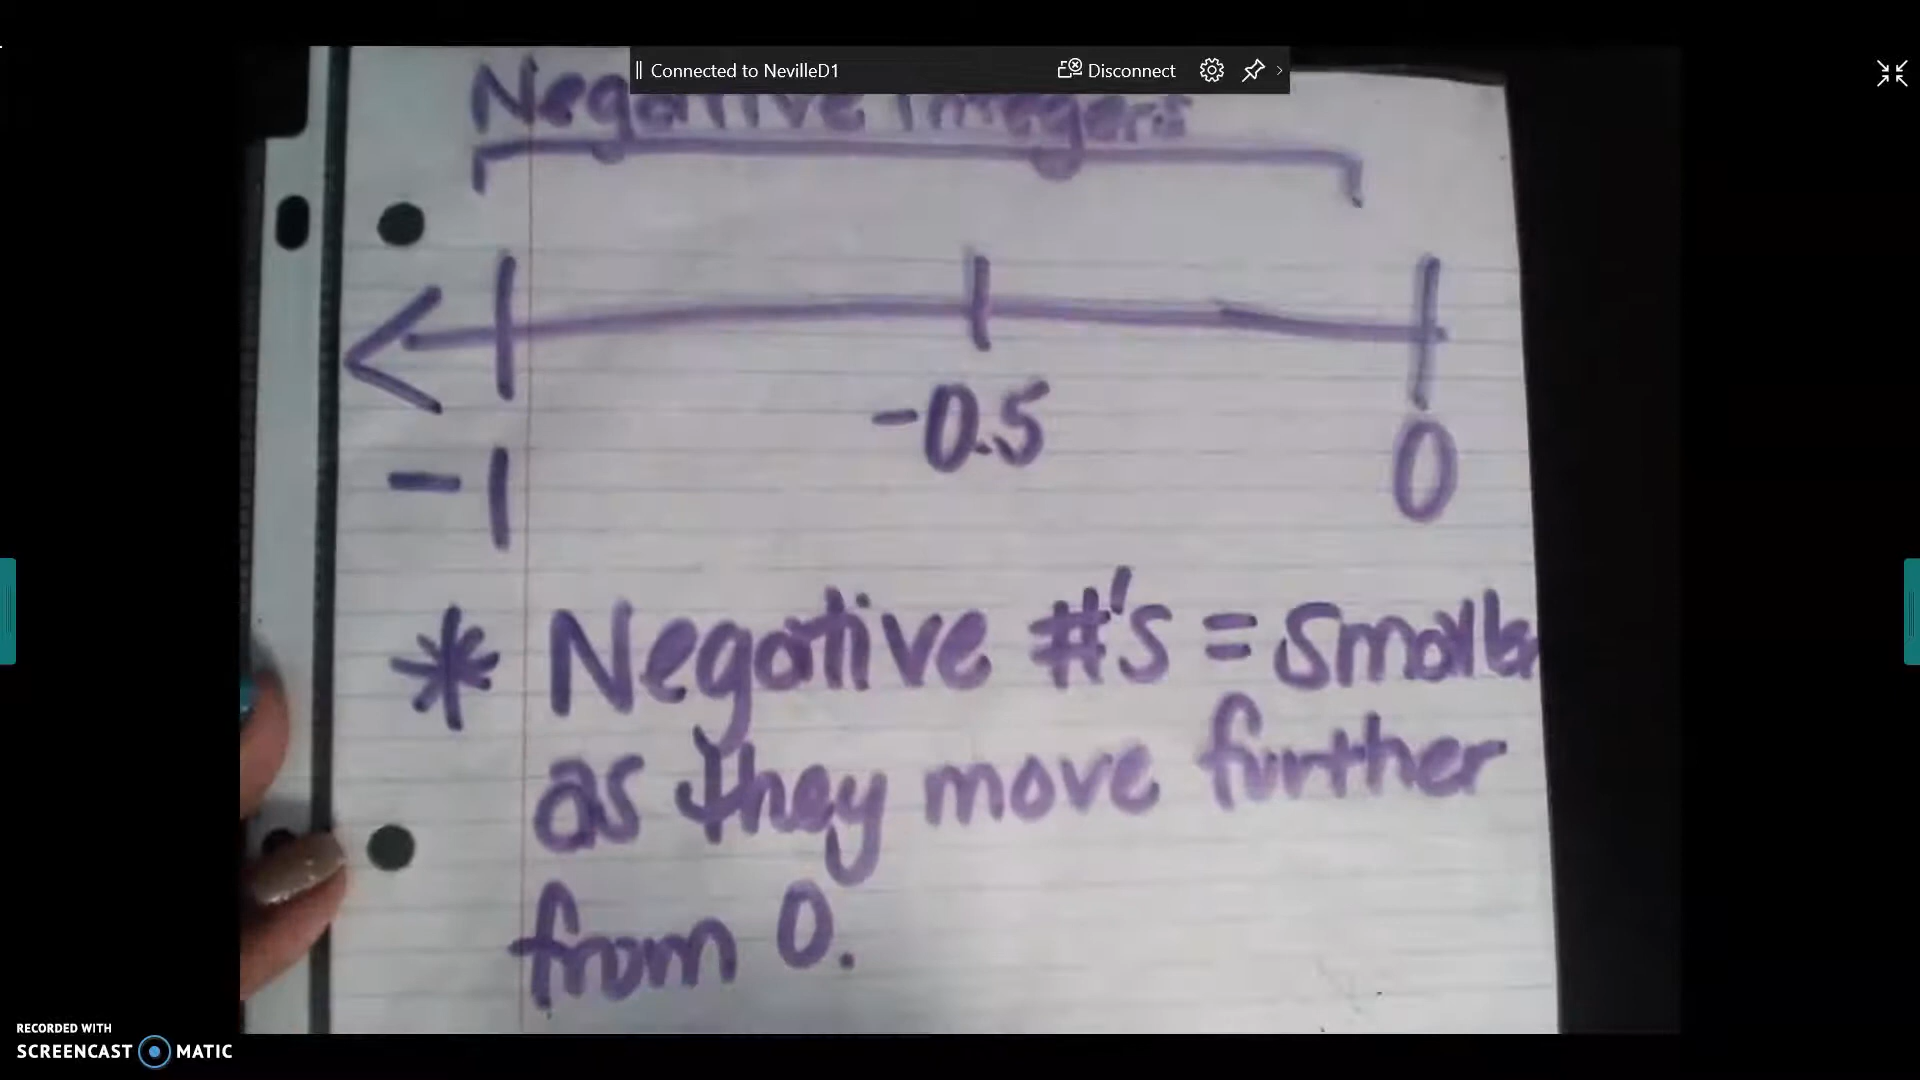 Connected to NevilleD1 Disconnect
Negative Integers
-0.5
-1 0
* Negative #'s = Smaller
as they move further
from 0.
RECORDED WITH
SCREENCAST MATIC